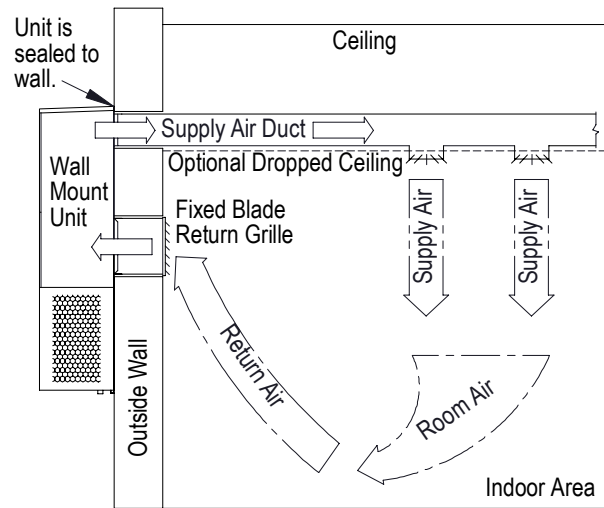 Unit is
sealed to
wall.
Ceiling
Supply Air Duct
Optional Dropped Ceiling
Wall
Mount
Unit
Fixed Blade
Return Grille
Supply Air
Supply Air
Return Air
Room Air
Outside Wall
Indoor Area